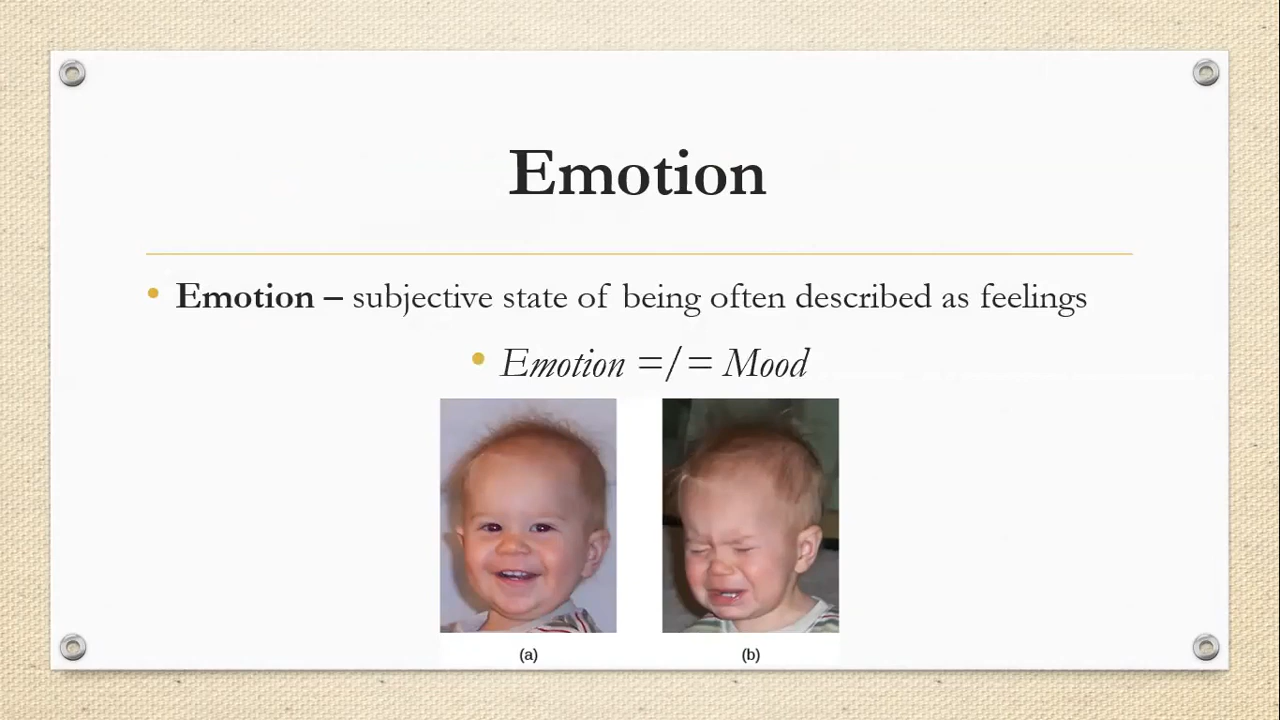 Emotion
• Emotion – subjective state of being often described as feelings
• Emotion =/= Mood
(a) (b)